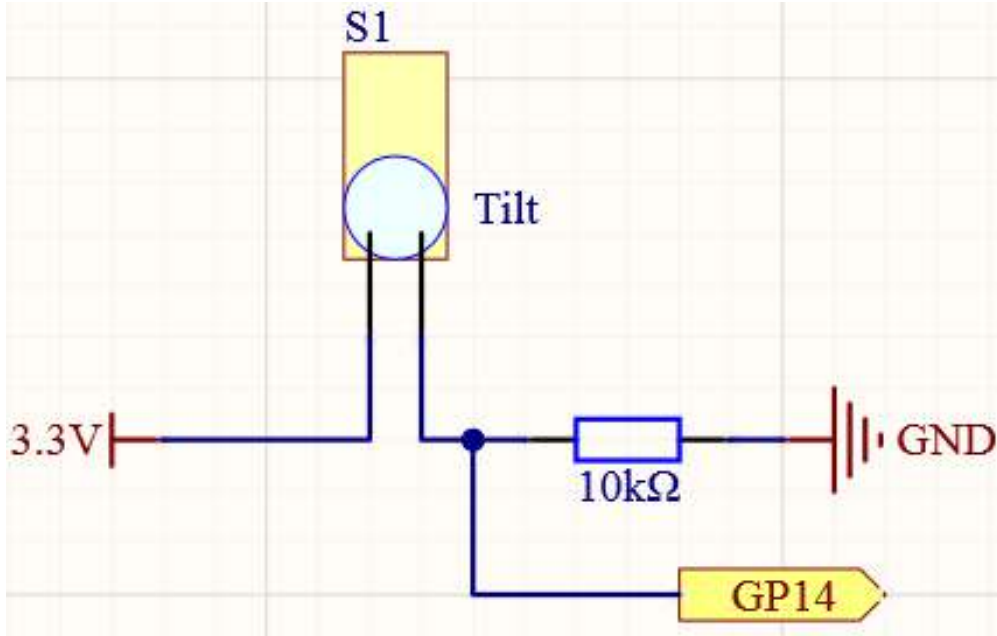 S1
Tilt
3.3V
GND
10kΩ
GP14